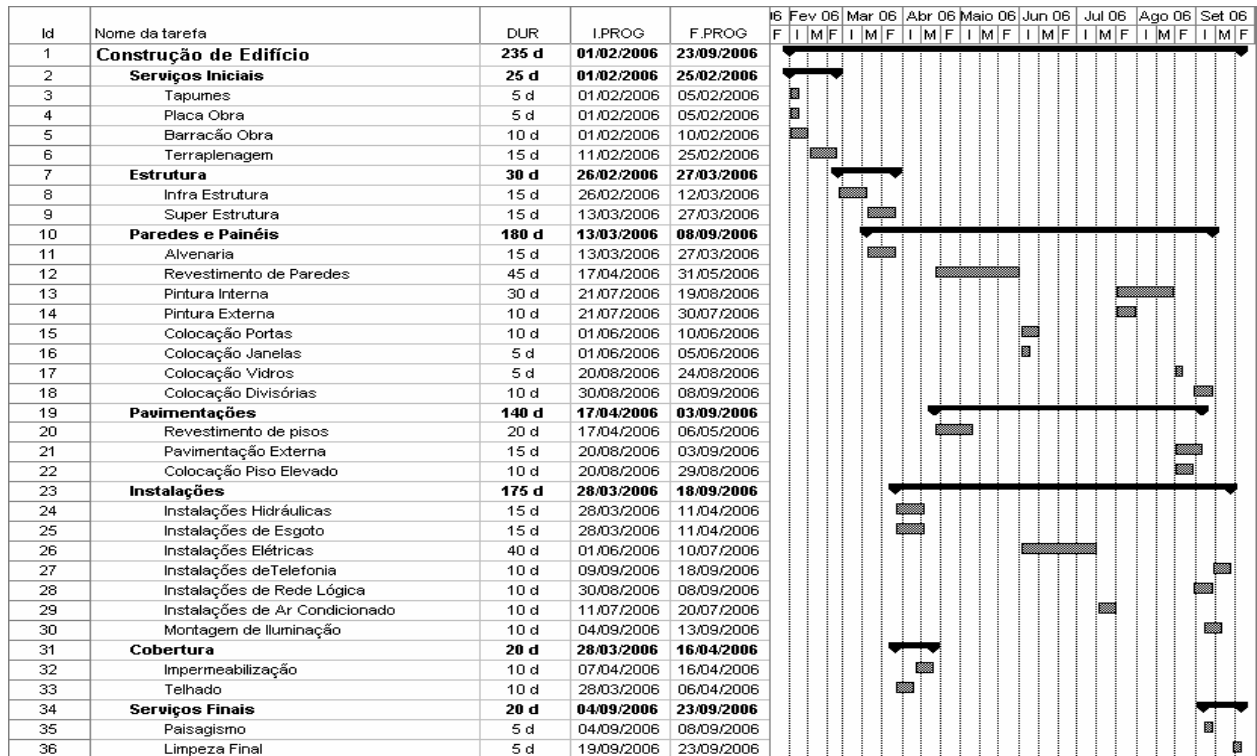 I6 Fev 06 Mar 06 Abr 06 Maio 06 Jun 06 Jul 06 Ago 06 Set 06
Id Nome da tarefa DUR I.PROG F.PROG F I M F I M F I M F I M F I M F I M F I M F I M F
1 Construção de Edifício 235 d 01/02/2006 23/09/2006
2 Serviços Iniciais 25 d 01/02/2006 25/02/2006
3 Tapumes 5 d 01/02/2006 05/02/2006
4 Placa Obra 5 d 01/02/2006 05/02/2006
5 Barracão Obra 10 d 01/02/2006 10/02/2006
6 Terraplenagem 15 d 11/02/2006 25/02/2006
7 Estrutura 30 d 26/02/2006 27/03/2006
8 Infra Estrutura 15 d 26/02/2006 12/03/2006
9 Super Estrutura 15 d 13/03/2006 27/03/2006
10 Paredes e Painéis 180 d 13/03/2006 08/09/2006
11 Alvenaria 15 d 13/03/2006 27/03/2006
12 Revestimento de Paredes 45 d 17/04/2006 31/05/2006
13 Pintura Interna 30 d 21/07/2006 19/08/2006
14 Pintura Externa 10 d 21/07/2006 30/07/2006
15 Colocação Portas 10 d 01/06/2006 10/06/2006
16 Colocação Janelas 5 d 01/06/2006 05/06/2006
17 Colocação Vidros 5 d 20/08/2006 24/08/2006
18 Colocação Divisórias 10 d 30/08/2006 08/09/2006
19 Pavimentações 140 d 17/04/2006 03/09/2006
20 Revestimento de pisos 20 d 17/04/2006 06/05/2006
21 Pavimentação Externa 15 d 20/08/2006 03/09/2006
22 Colocação Piso Elevado 10 d 20/08/2006 29/08/2006
23 Instalações 175 d 28/03/2006 18/09/2006
24 Instalações Hidráulicas 15 d 28/03/2006 11/04/2006
25 Instalações de Esgoto 15 d 28/03/2006 11/04/2006
26 Instalações Elétricas 40 d 01/06/2006 10/07/2006
27 Instalações deTelefonia 10 d 09/09/2006 18/09/2006
28 Instalações de Rede Lógica 10 d 30/08/2006 08/09/2006
29 Instalações de Ar Condicionado 10 d 11/07/2006 20/07/2006
30 Montagem de Iluminação 10 d 04/09/2006 13/09/2006
31 Cobertura 20 d 28/03/2006 16/04/2006
32 Impermeabilização 10 d 07/04/2006 16/04/2006
33 Telhado 10 d 28/03/2006 06/04/2006
34 Serviços Finais 20 d 04/09/2006 23/09/2006
35 Paisagismo 5 d 04/09/2006 08/09/2006
36 Limpeza Final 5 d 19/09/2006 23/09/2006